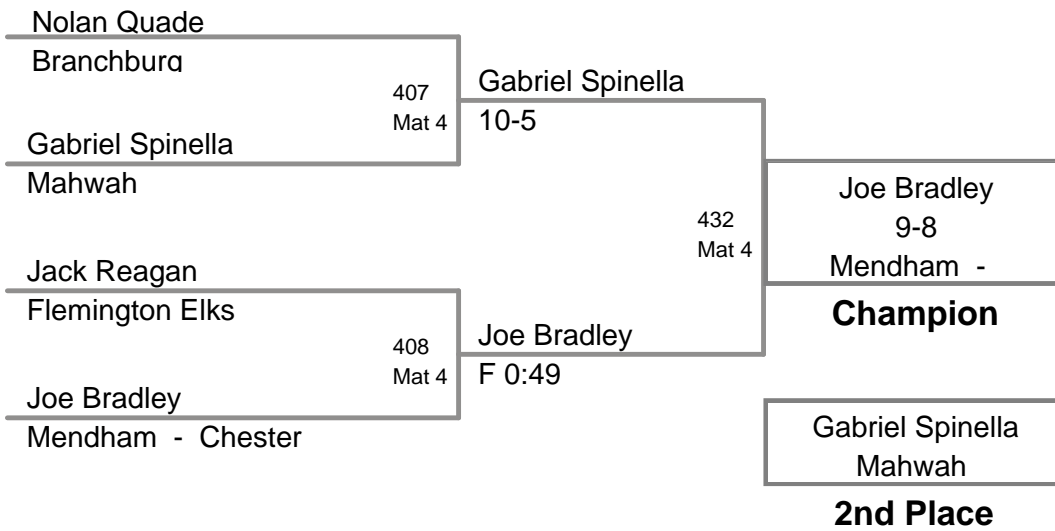 Nolan Quade
Branchburg
407
Mat 4
Gabriel Spinella
10-5
Gabriel Spinella
Mahwah
432
Mat 4
Joe Bradley
9-8
Mendham -
Champion
Jack Reagan
Flemington Elks
408
Mat 4
Joe Bradley
F 0:49
Joe Bradley
Mendham - Chester
Gabriel Spinella
Mahwah
2nd Place